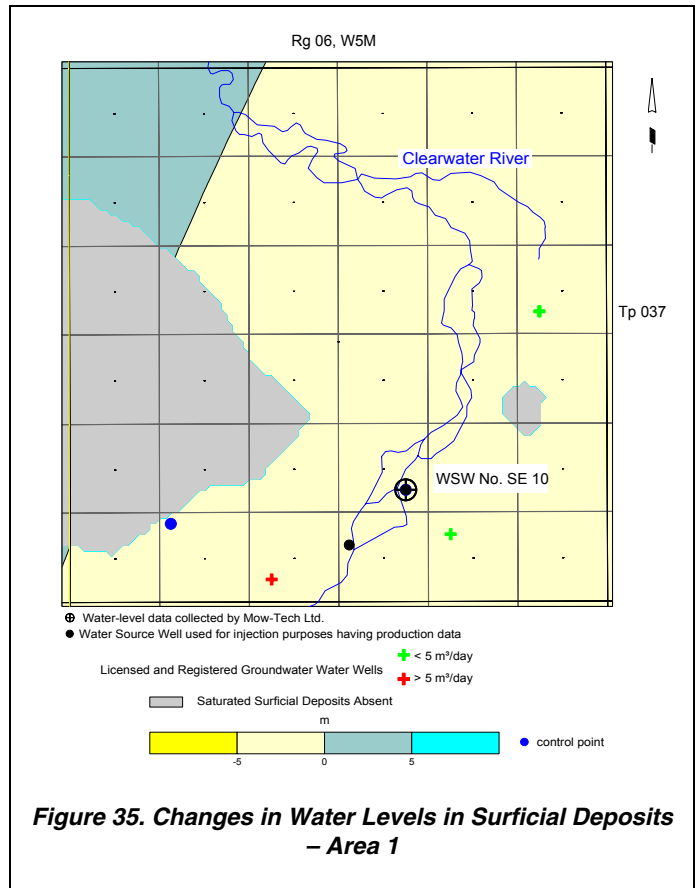 Rg 06, W5M
Clearwater River
Tp 037
WSW No. SE 10
Water-level data collected by Mow-Tech Ltd.
Water Source Well used for injection purposes having production data
Licensed and Registered Groundwater Water Wells
< 5 m³/day
> 5 m³/day
Saturated Surficial Deposits Absent
m
-5 0 5
control point
Figure 35. Changes in Water Levels in Surficial Deposits
– Area 1